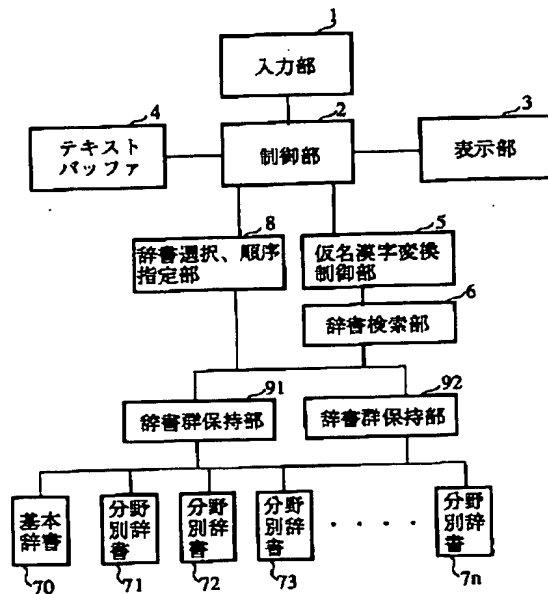 1
入力部
4
2
3
テキスト
バッファ
制御部
表示部
8
5
辞書選択、順序
指定部
仮名漢字変換
制御部
6
辞書検索部
91
92
辞書群保持部
辞書群保持部
基本
辞書
分野
別辞
書
分野
別辞
書
分野
別辞
書
・・・・・
分野
別辞
書
70
71
72
73
7n